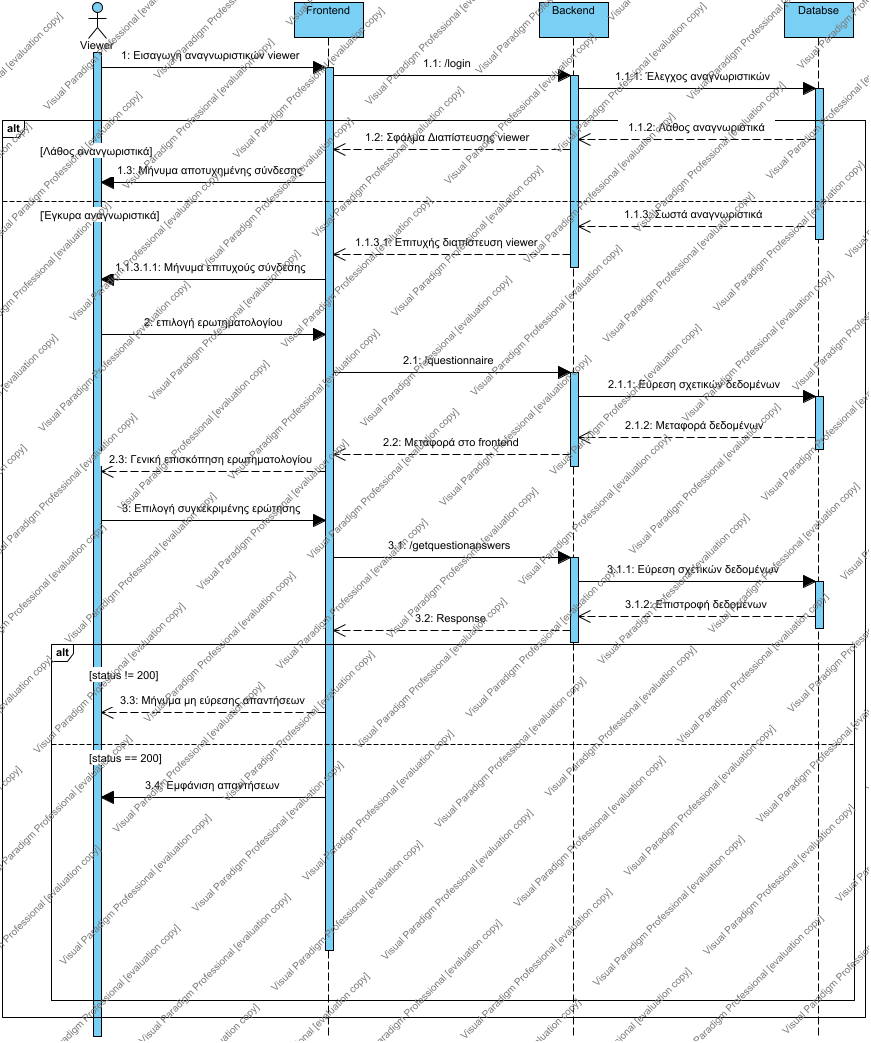 Viewer
Frontend
Backend
Databse
1: Εισαγωγή αναγνωριστικών viewer
1.1: /login
1.1.1: Έλεγχος αναγνωριστικών
alt
1.1.2: Λάθος αναγνωριστικά
1.2: Σφάλμα Διαπίστευσης viewer
[Λάθος ανανγωριστικά]
1.3: Μήνυμα αποτυχημένης σύνδεσης
[Έγκυρα αναγνωριστικά]
1.1.3: Σωστά αναγνωριστικά
1.1.3.1: Επιτυχής διαπίστευση viewer
1.1.3.1.1: Μήνυμα επιτυχούς σύνδεσης
2: επιλογή ερωτηματολογίου
2.1: /questionnaire
2.1.1: Εύρεση σχετικών δεδομένων
2.1.2: Μεταφορά δεδομένων
2.2: Μεταφορά στο frontend
2.3: Γενική επισκόπηση ερωτηματολογίου
3: Επιλογή συγκεκριμένης ερώτησης
3.1: /getquestionanswers
3.1.1: Εύρεση σχετικών δεδομένων
3.1.2: Επιστροφή δεδομένων
3.2: Response
alt
[status != 200]
3.3: Μήνυμα μη εύρεσης απαντήσεων
[status == 200]
3.4: Εμφάνιση απαντήσεων
Visual Paradigm Professional [evaluation copy]